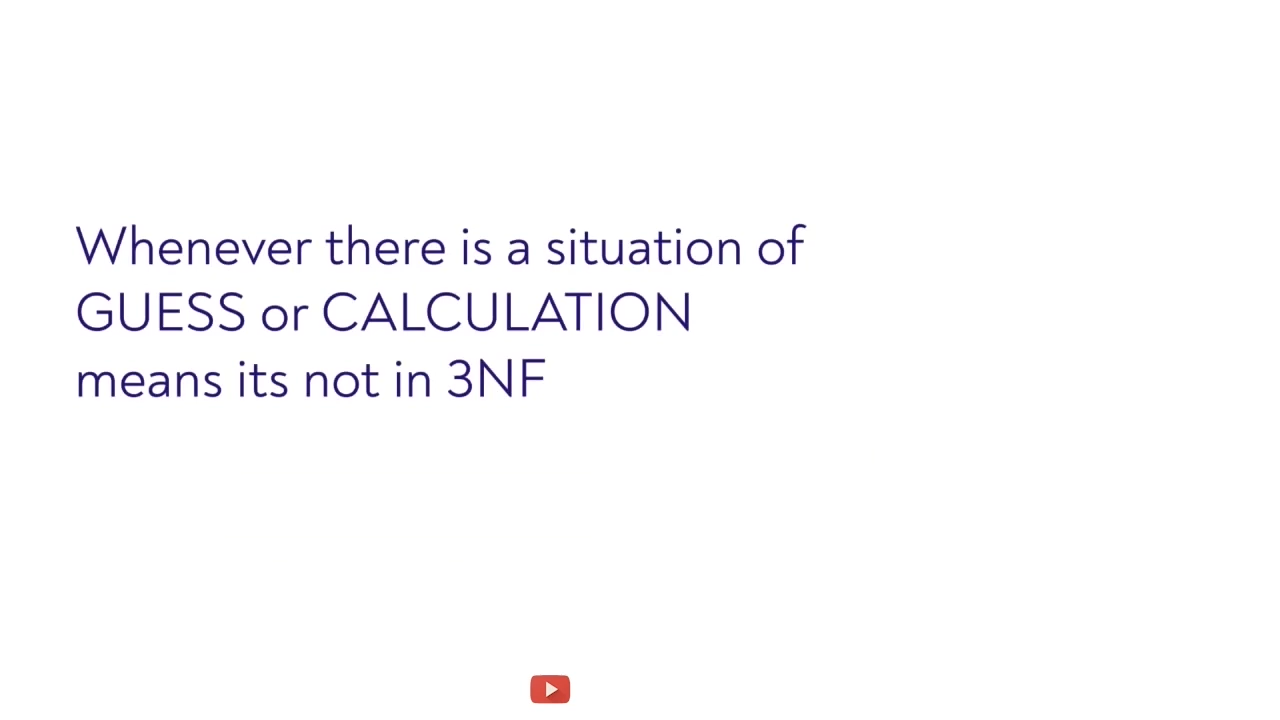 Whenever there is a situation of
GUESS or CALCULATION
means its not in 3NF